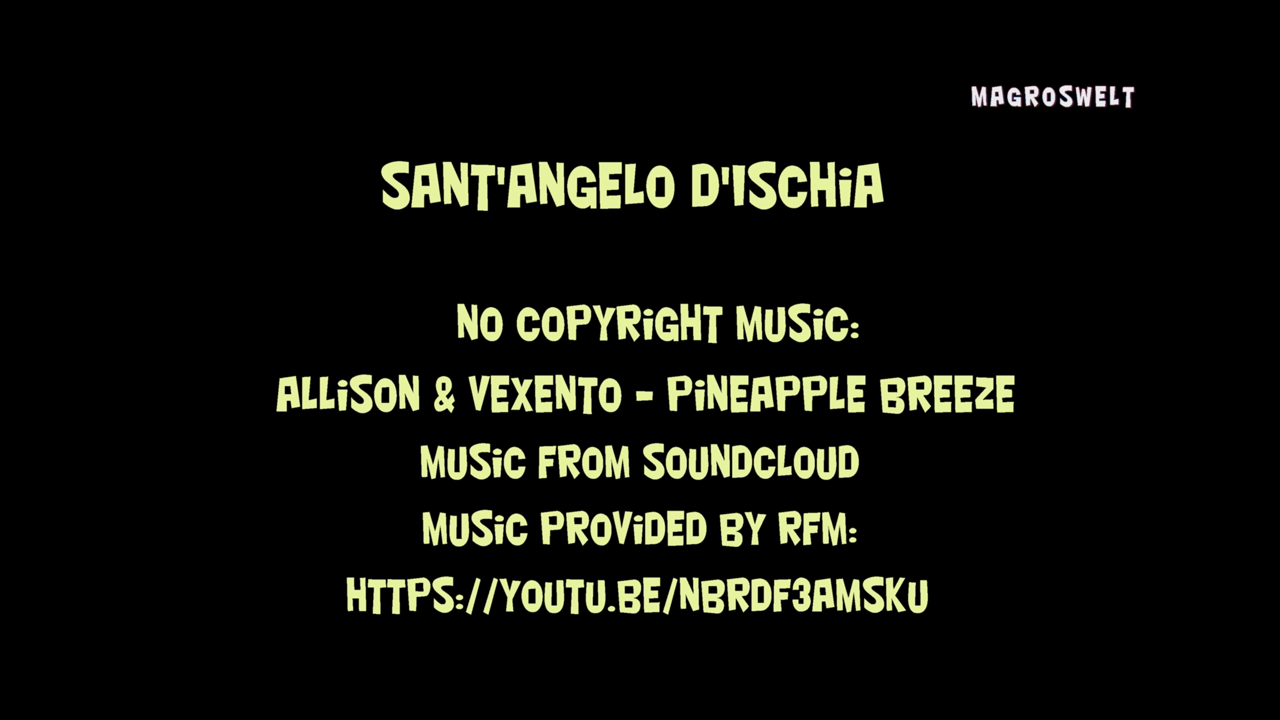 MAGROSWELT
SANT'ANGELO D'ISCHiA
NO COPYRiGHT MUSiC:
ALLiSON & VEXENTO - PiNEAPPLE BREEZE
MUSiC FROM SOUNDCLOUD
MUSiC PROViDED BY RFM:
HTTPS://YOUTU.BE/NBRDF3AMSKU